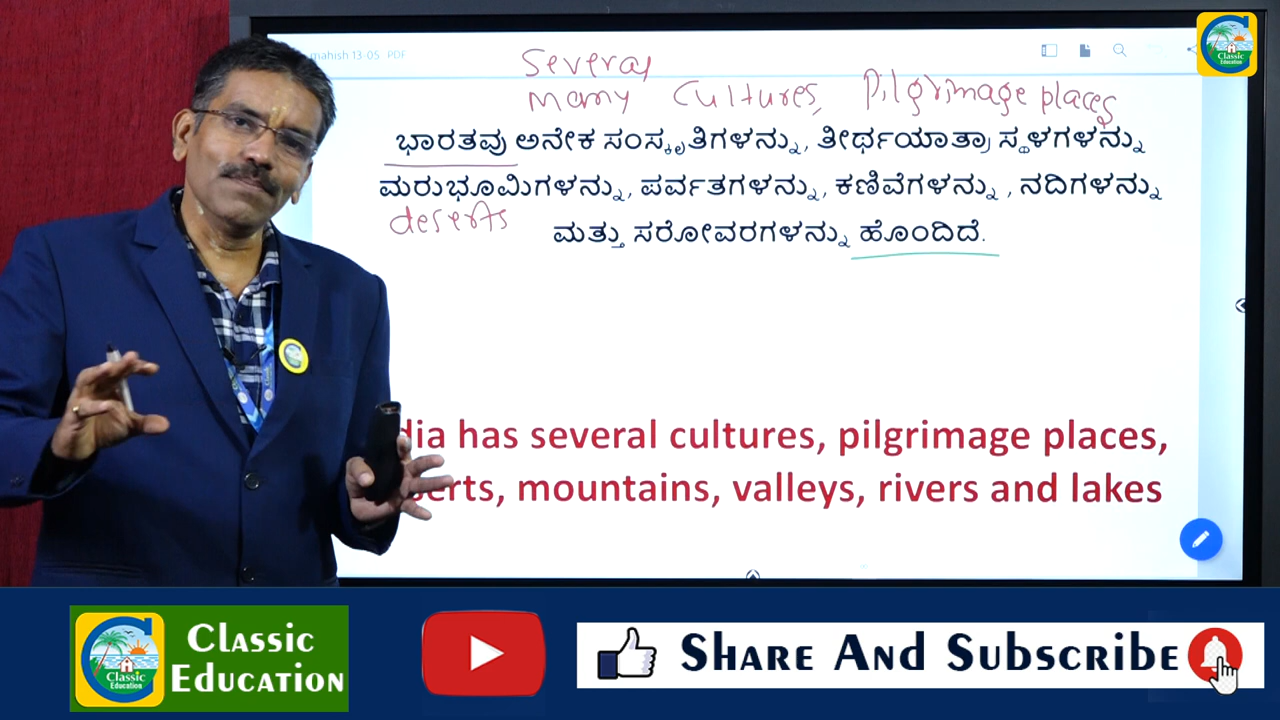 mahish 13-05 PDF
Several
Many Cultures, Pilgrimage places
ಭಾರತವು ಅನೇಕ ಸಂಸ್ಕೃತಿಗಳನ್ನು, ತೀರ್ಥಯಾತ್ರಾ ಸ್ಥಳಗಳನ್ನು
ಮರುಭೂಮಿಗಳನ್ನು, ಪರ್ವತಗಳನ್ನು, ಕಣಿವೆಗಳನ್ನು , ನದಿಗಳನ್ನು
deserts
ಮತ್ತು ಸರೋವರಗಳನ್ನು ಹೊಂದಿದೆ.
dia has several cultures, pilgrimage places,
serts, mountains, valleys, rivers and lakes
Classic
Education
Classic
Education
Classic
Education
Share And Subscribe